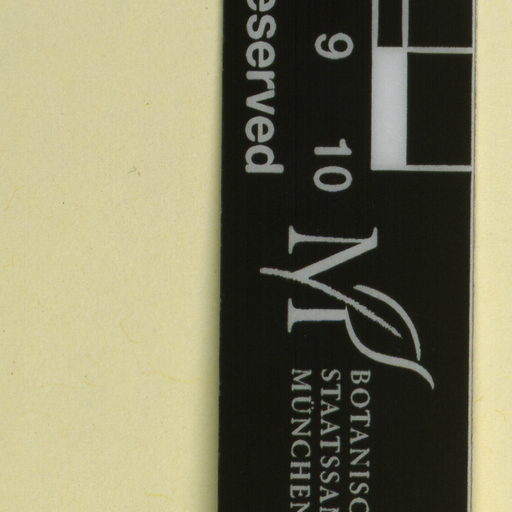 eserved
9
10
M
BOTANISC
STAATSSA
MÜNCHEN